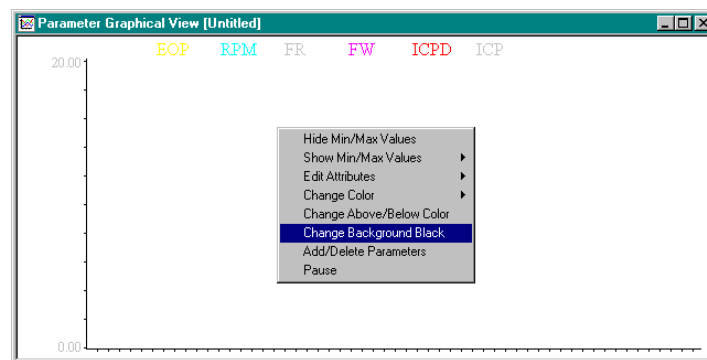 Parameter Graphical View [Untitled]
EOP RPM FR FW ICPD ICP
20.00
Hide Min/Max Values
Show Min/Max Values
Edit Attributes
Change Color
Change Above/Below Color
Change Background Black
Add/Delete Parameters
Pause
0.00